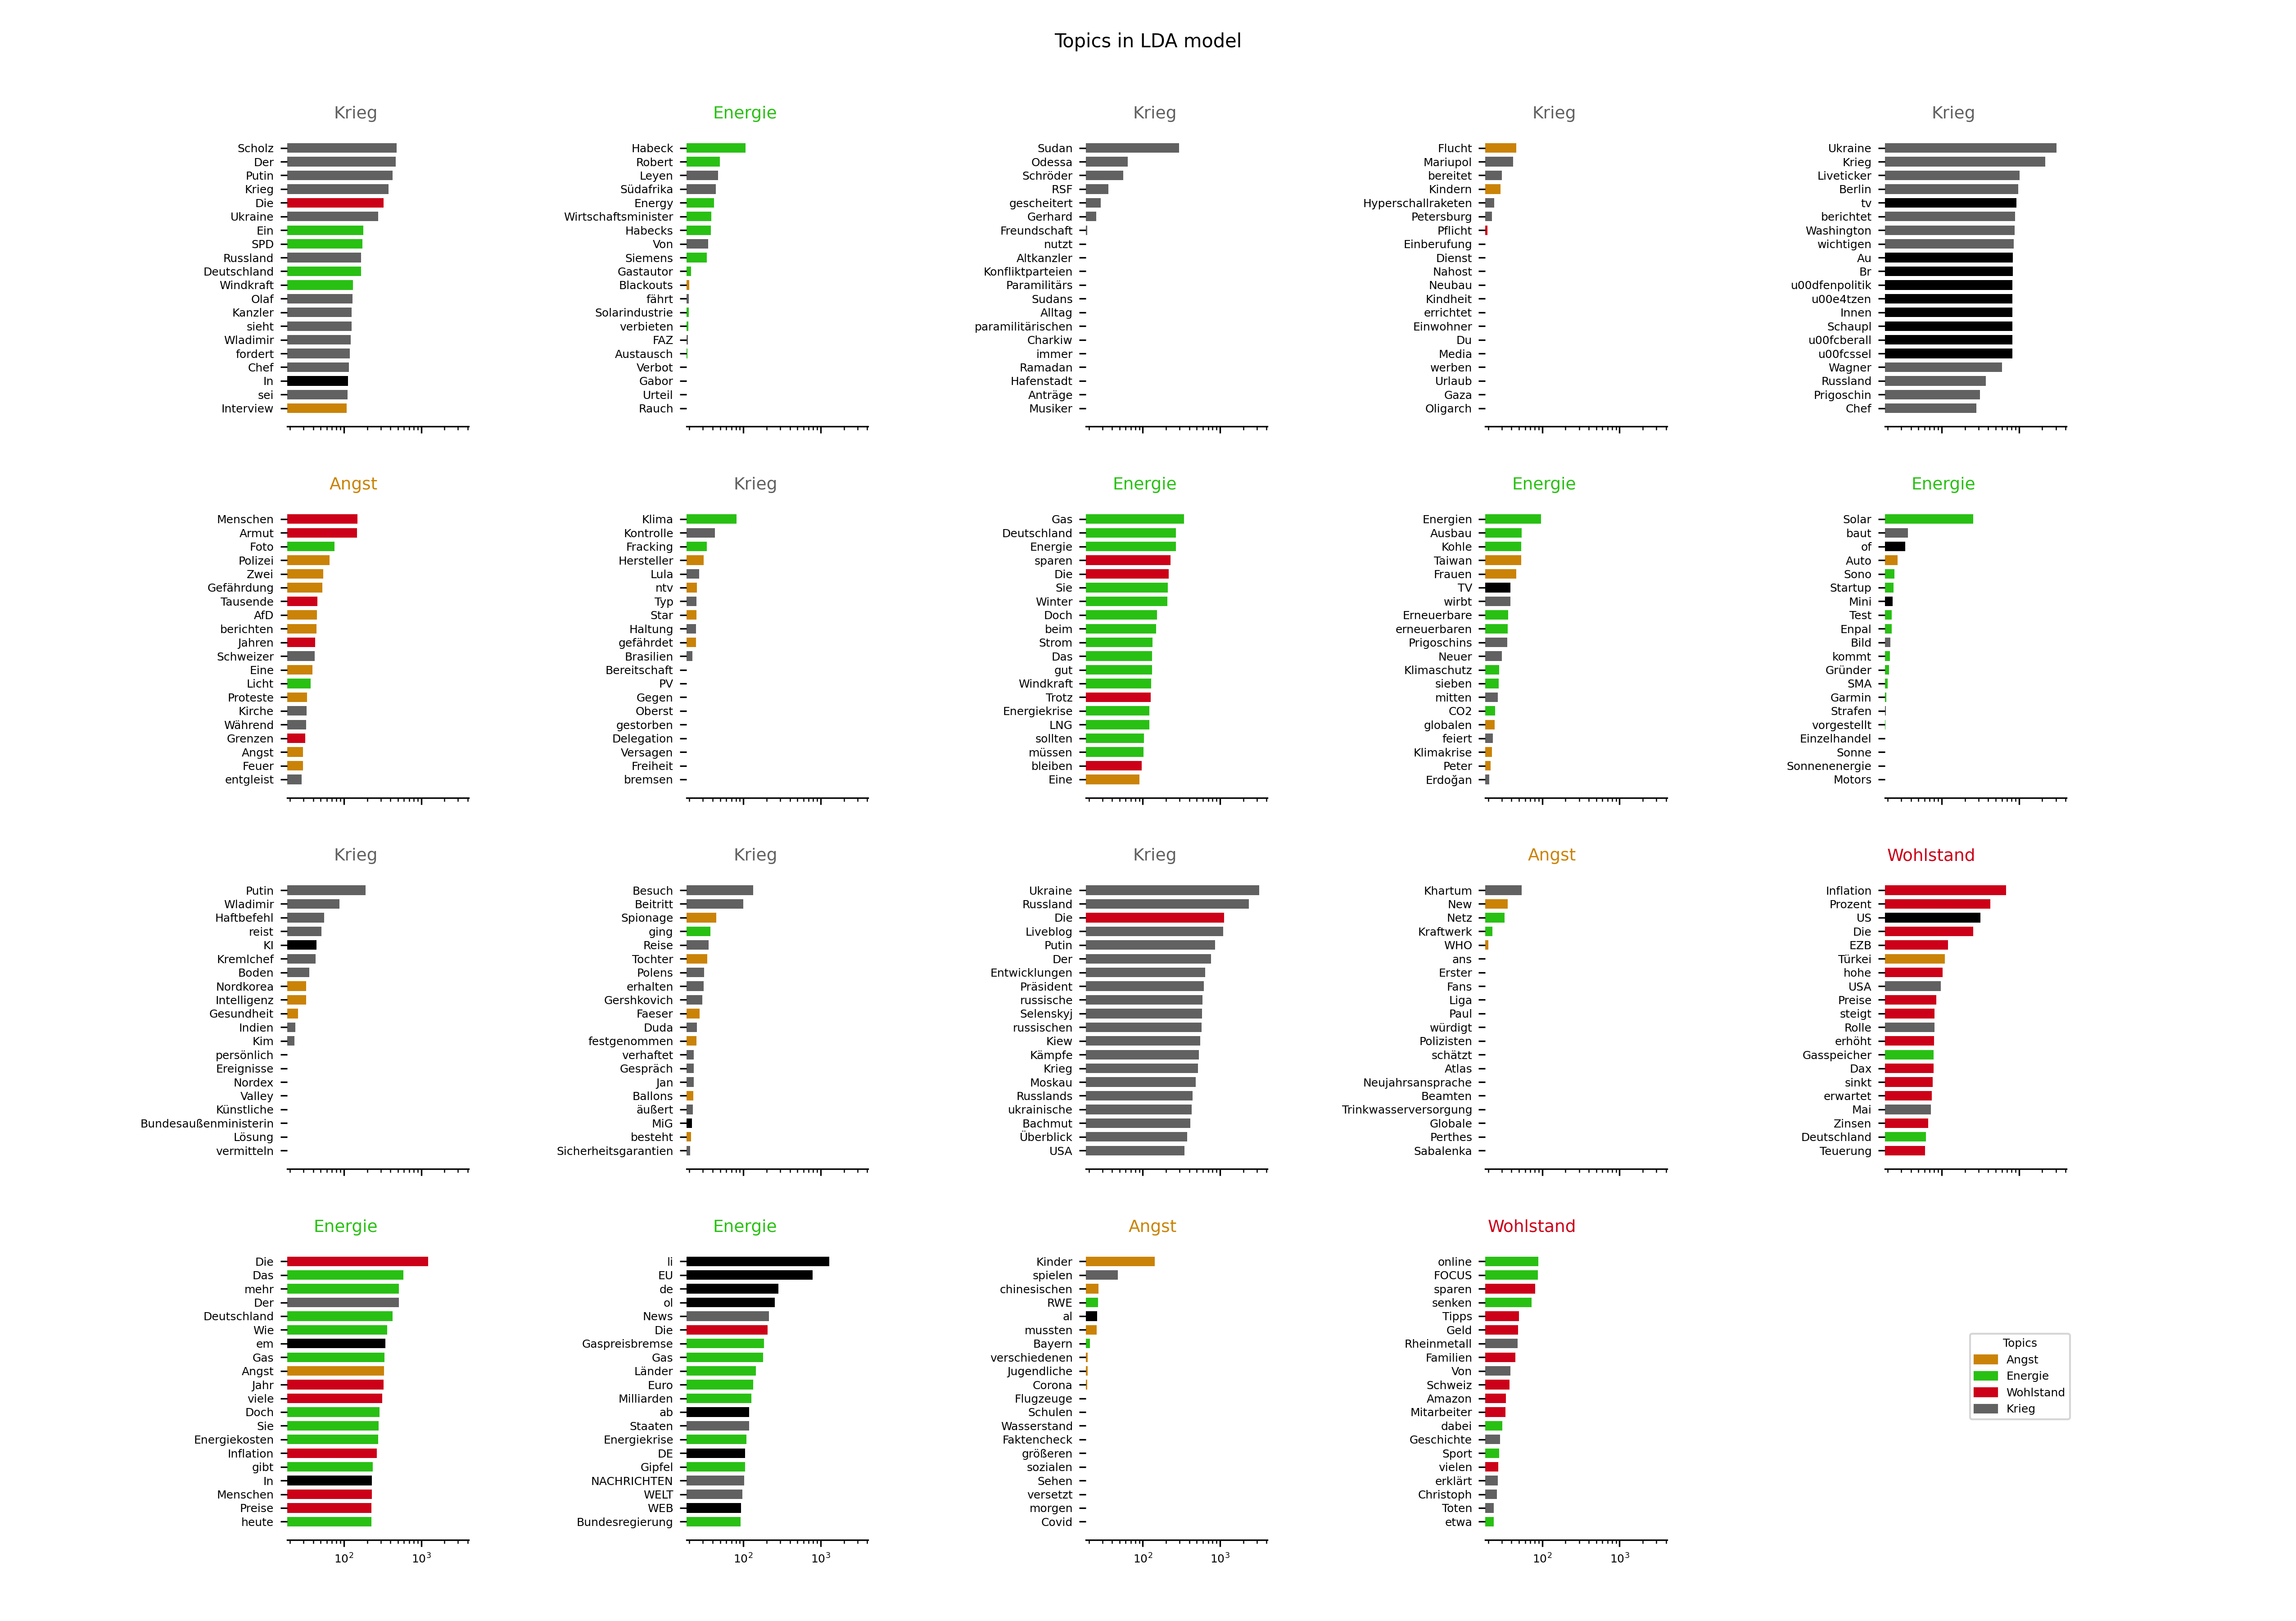 Topics in LDA model
Krieg
Scholz
Der
Putin
Krieg
Die
Ukraine
Ein
SPD
Russland
Deutschland
Windkraft
Olaf
Kanzler
sieht
Wladimir
fordert
Chef
In
sei
Interview
Energie
Habeck
Robert
Leyen
Südafrika
Energy
Wirtschaftsminister
Habecks
Von
Siemens
Gastautor
Blackouts
fährt
Solarindustrie
verbieten
FAZ
Austausch
Verbot
Gabor
Urteil
Rauch
Krieg
Sudan
Odessa
Schröder
RSF
gescheitert
Gerhard
Freundschaft
nutzt
Altkanzler
Konfliktparteien
Paramilitärs
Sudans
Alltag
paramilitärischen
Charkiw
immer
Ramadan
Hafenstadt
Anträge
Musiker
Krieg
Flucht
Mariupol
bereitet
Kindern
Hyperschallraketen
Petersburg
Pflicht
Einberufung
Dienst
Nahost
Neubau
Kindheit
errichtet
Einwohner
Du
Media
werben
Urlaub
Gaza
Oligarch
Krieg
Ukraine
Krieg
Liveticker
Berlin
tv
berichtet
Washington
wichtigen
Au
Br
u00dfenpolitik
u00e4tzen
Innen
Schaupl
u00fcberall
u00fcssel
Wagner
Russland
Prigoschin
Chef
Angst
Menschen
Armut
Foto
Polizei
Zwei
Gefährdung
Tausende
AfD
berichten
Jahren
Schweizer
Eine
Licht
Proteste
Kirche
Während
Grenzen
Angst
Feuer
entgleist
Krieg
Klima
Kontrolle
Fracking
Hersteller
Lula
ntv
Typ
Star
Haltung
gefährdet
Brasilien
Bereitschaft
PV
Gegen
Oberst
gestorben
Delegation
Versagen
Freiheit
bremsen
Energie
Gas
Deutschland
Energie
sparen
Die
Sie
Winter
Doch
beim
Strom
Das
gut
Windkraft
Trotz
Energiekrise
LNG
sollten
müssen
bleiben
Eine
Energie
Energien
Ausbau
Kohle
Taiwan
Frauen
TV
wirbt
Erneuerbare
erneuerbaren
Prigoschins
Neuer
Klimaschutz
sieben
mitten
CO2
globalen
feiert
Klimakrise
Peter
Erdoğan
Energie
Solar
baut
of
Auto
Sono
Startup
Mini
Test
Enpal
Bild
kommt
Gründer
SMA
Garmin
Strafen
vorgestellt
Einzelhandel
Sonne
Sonnenenergie
Motors
Krieg
Putin
Wladimir
Haftbefehl
reist
KI
Kremlchef
Boden
Nordkorea
Intelligenz
Gesundheit
Indien
Kim
persönlich
Ereignisse
Nordex
Valley
Künstliche
Bundesaußenministerin
Lösung
vermitteln
Krieg
Besuch
Beitritt
Spionage
ging
Reise
Tochter
Polens
erhalten
Gershkovich
Faeser
Duda
festgenommen
verhaftet
Gespräch
Jan
Ballons
äußert
MiG
besteht
Sicherheitsgarantien
Krieg
Ukraine
Russland
Die
Liveblog
Putin
Der
Entwicklungen
Präsident
russische
Selenskyj
russischen
Kiew
Kämpfe
Krieg
Moskau
Russlands
ukrainische
Bachmut
Überblick
USA
Angst
Khartum
New
Netz
Kraftwerk
WHO
ans
Erster
Fans
Liga
Paul
würdigt
Polizisten
schätzt
Atlas
Neujahrsansprache
Beamten
Trinkwasserversorgung
Globale
Perthes
Sabalenka
Wohlstand
Inflation
Prozent
US
Die
EZB
Türkei
hohe
USA
Preise
steigt
Rolle
erhöht
Gasspeicher
Dax
sinkt
erwartet
Mai
Zinsen
Deutschland
Teuerung
Energie
Die
Das
mehr
Der
Deutschland
Wie
em
Gas
Angst
Jahr
viele
Doch
Sie
Energiekosten
Inflation
gibt
In
Menschen
Preise
heute
10² 10³
Energie
li
EU
de
ol
News
Die
Gaspreisbremse
Gas
Länder
Euro
Milliarden
ab
Staaten
Energiekrise
DE
Gipfel
NACHRICHTEN
WELT
WEB
Bundesregierung
10² 10³
Angst
Kinder
spielen
chinesischen
RWE
al
mussten
Bayern
verschiedenen
Jugendliche
Corona
Flugzeuge
Schulen
Wasserstand
Faktencheck
größeren
sozialen
Sehen
versetzt
morgen
Covid
10² 10³
Wohlstand
online
FOCUS
sparen
senken
Tipps
Geld
Rheinmetall
Familien
Von
Schweiz
Amazon
Mitarbeiter
dabei
Geschichte
Sport
vielen
erklärt
Christoph
Toten
etwa
10² 10³
Topics
Angst
Energie
Wohlstand
Krieg